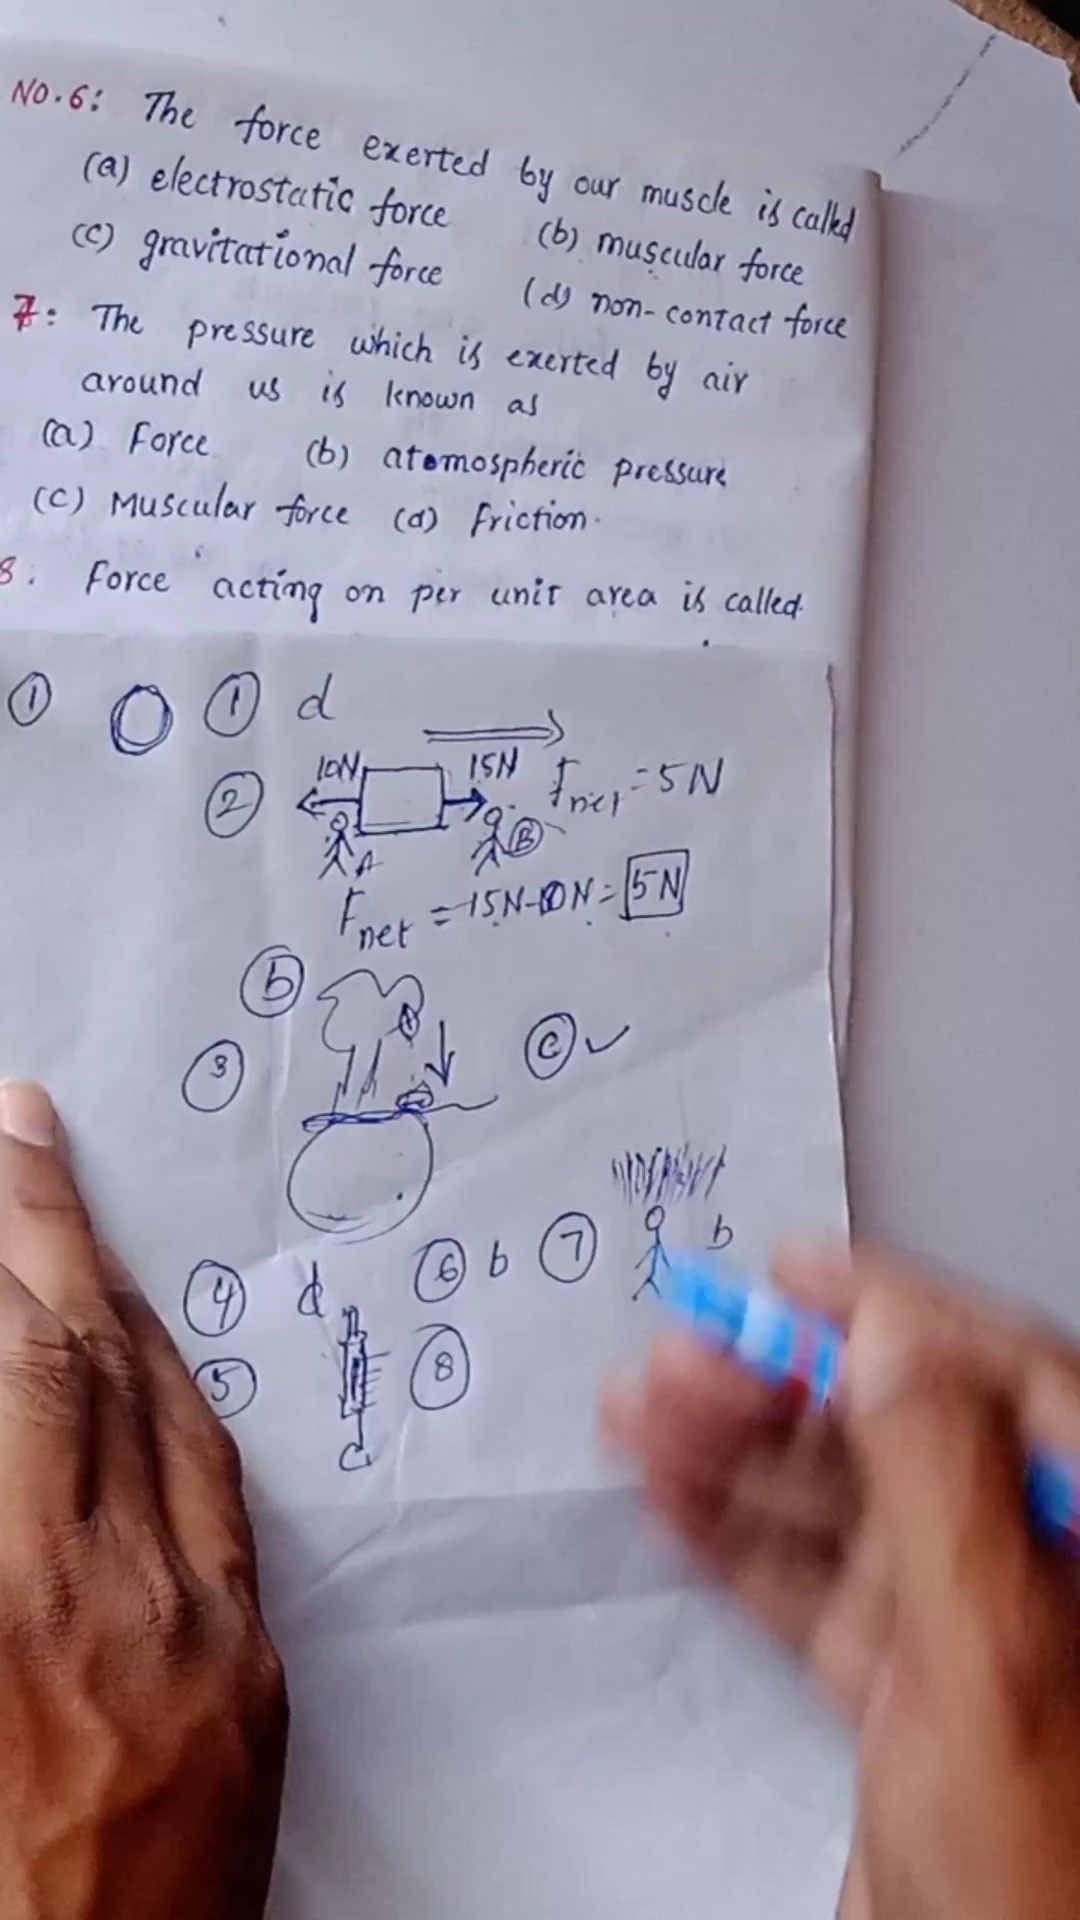 No.6: The force exerted by our muscle is called
(a) electrostatic force (b) muscular force
(c) gravitational force (d) non-contact force
7: The pressure which is exerted by air
around us is known as
(a) Force (b) atomospheric pressure
(c) Muscular force (d) Friction.
8: Force acting on per unit area is called.
1 1 d
2 10N 15N Fnet = 5N
A B
Fnet = 15N-10N = 5N
b
3 c ✓
4 d 6 b 7 b
5 8